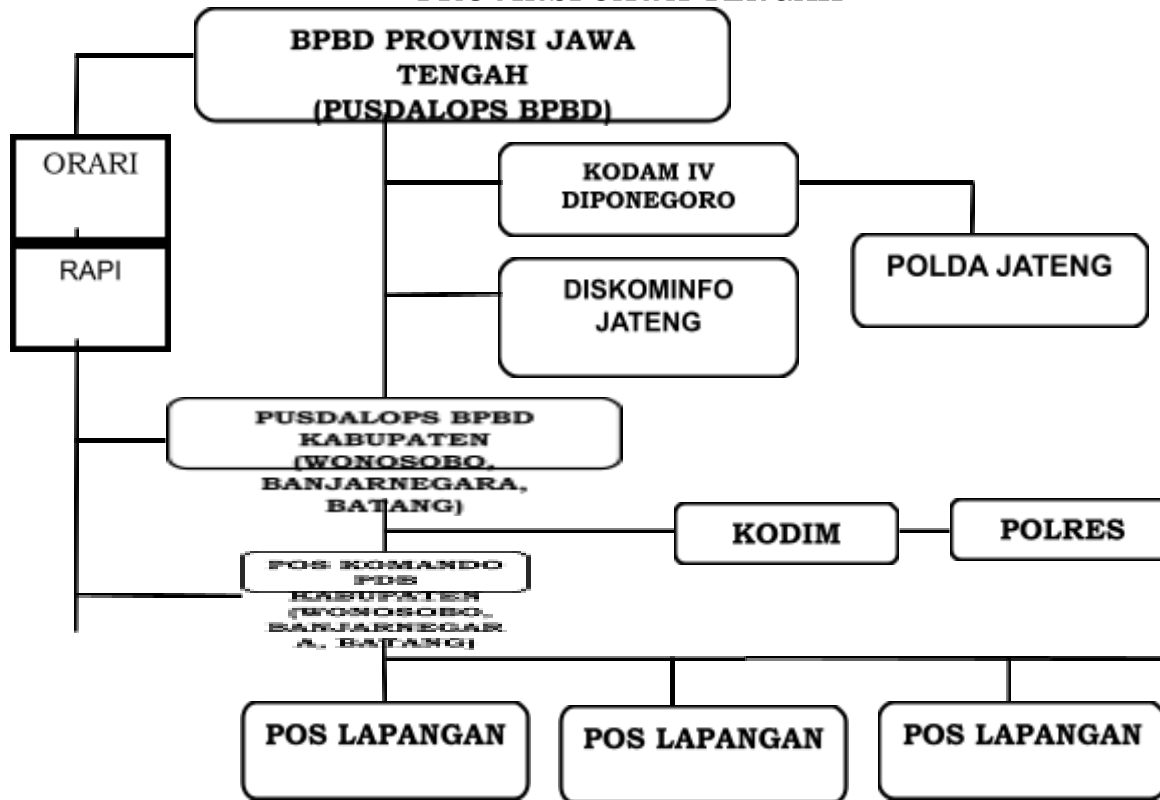 BPBD PROVINSI JAWA
TENGAH
(PUSDALOPS BPBD)
ORARI
KODAM IV
DIPONEGORO
RAPI
POLDA JATENG
DISKOMINFO
JATENG
PUSDALOPS BPBD
KABUPATEN
(WONOSOBO,
BANJARNEGARA,
BATANG)
KODIM
POLRES
POS KOMANDO
PDB
KABUPATEN
(WONOSOBO,
BANJARNEGAR
A, BATANG)
POS LAPANGAN
POS LAPANGAN
POS LAPANGAN